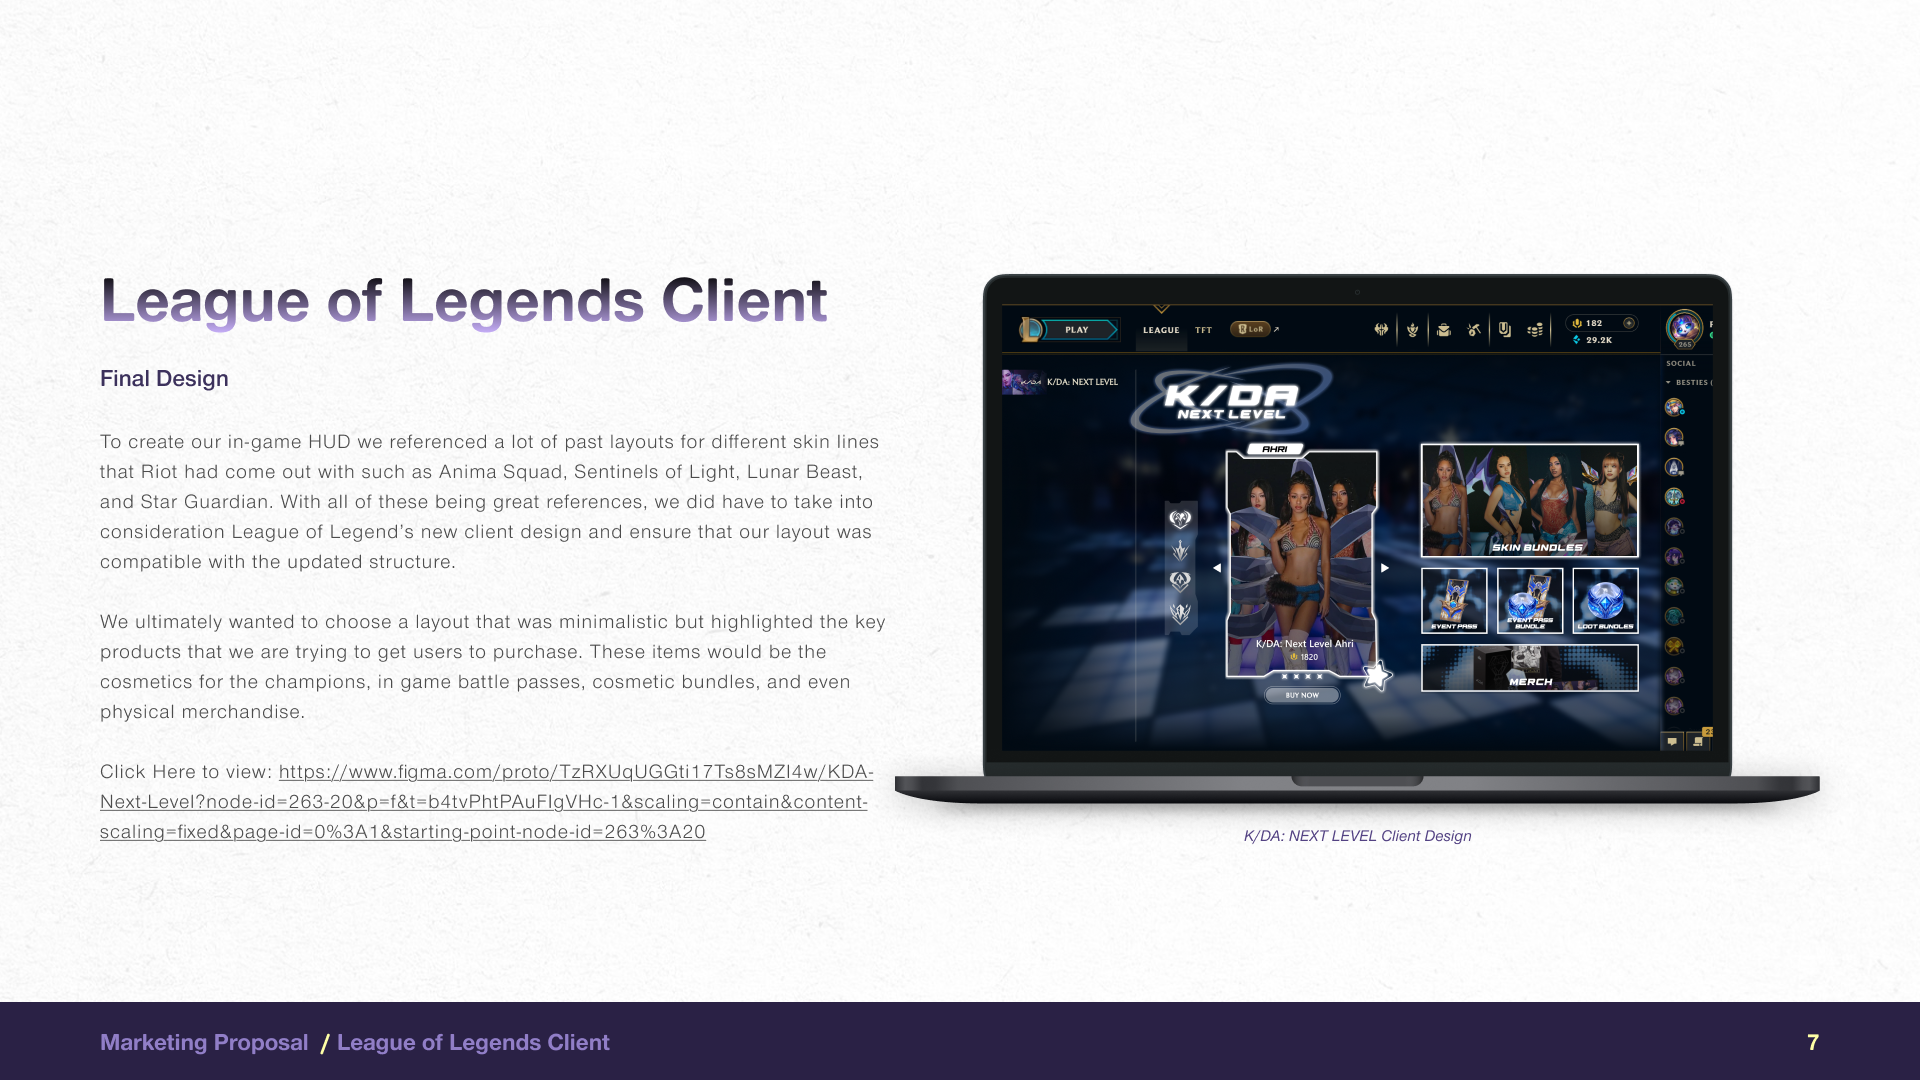 League of Legends Client
Final Design
To create our in-game HUD we referenced a lot of past layouts for different skin lines
that Riot had come out with such as Anima Squad, Sentinels of Light, Lunar Beast,
and Star Guardian. With all of these being great references, we did have to take into
consideration League of Legend’s new client design and ensure that our layout was
compatible with the updated structure.
We ultimately wanted to choose a layout that was minimalistic but highlighted the key
products that we are trying to get users to purchase. These items would be the
cosmetics for the champions, in game battle passes, cosmetic bundles, and even
physical merchandise.
Click Here to view: https://www.figma.com/proto/TzRXUqUGGti17Ts8sMZI4w/KDA-
Next-Level?node-id=263-20&p=f&t=b4tvPhtPAuFIgVHc-1&scaling=contain&content-
scaling=fixed&page-id=0%3A1&starting-point-node-id=263%3A20
PLAY
LEAGUE
TFT
LoR
182
29.2K
265
SOCIAL
BESTIES (
K/DA: NEXT LEVEL
K/DA
NEXT LEVEL
AHRI
K/DA: Next Level Ahri
1820
BUY NOW
SKIN BUNDLES
EVENT PASS
EVENT PASS
BUNDLE
LOOT BUNDLES
MERCH
K/DA: NEXT LEVEL Client Design
Marketing Proposal / League of Legends Client
7